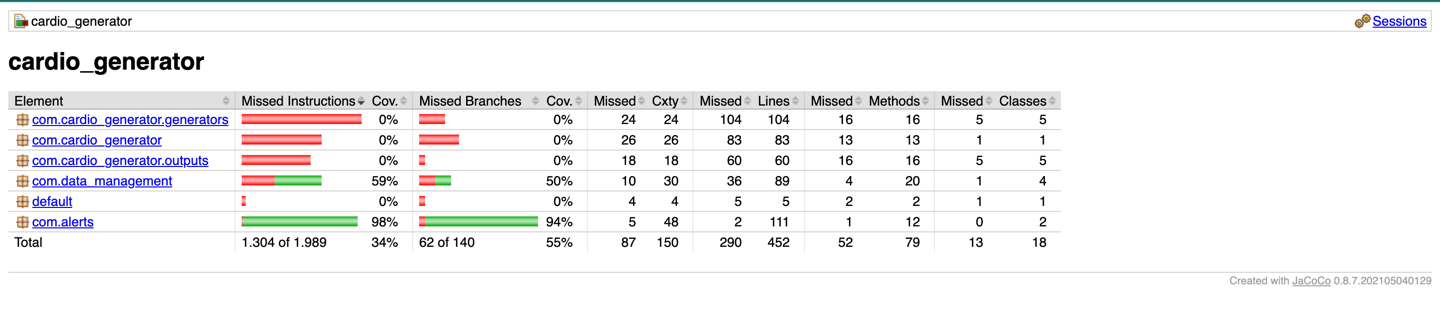 cardio_generator Sessions
cardio_generator
Element Missed Instructions Cov. Missed Branches Cov. Missed Cxty Missed Lines Missed Methods Missed Classes
com.cardio_generator.generators 0% 0% 24 24 104 104 16 16 5 5
com.cardio_generator 0% 0% 26 26 83 83 13 13 1 1
com.cardio_generator.outputs 0% 0% 18 18 60 60 16 16 5 5
com.data_management 59% 50% 10 30 36 89 4 20 1 4
default 0% 0% 4 4 5 5 2 2 1 1
com.alerts 98% 94% 5 48 2 111 1 12 0 2
Total 1.304 of 1.989 34% 62 of 140 55% 87 150 290 452 52 79 13 18
Created with JaCoCo 0.8.7.202105040129